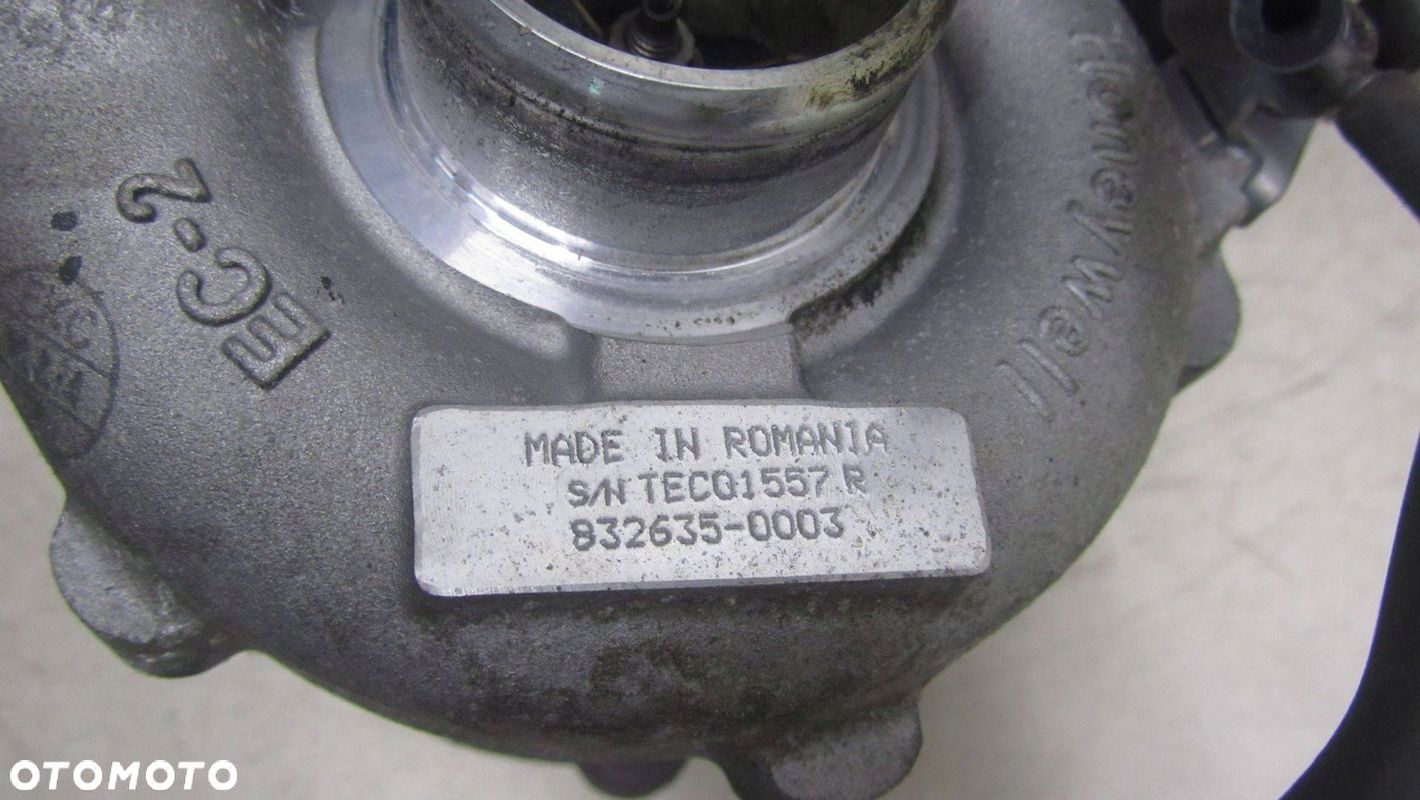 EC-2
Honeywell
MADE IN ROMANIA
S/N TEC01557 R
832635-0003
OTOMOTO